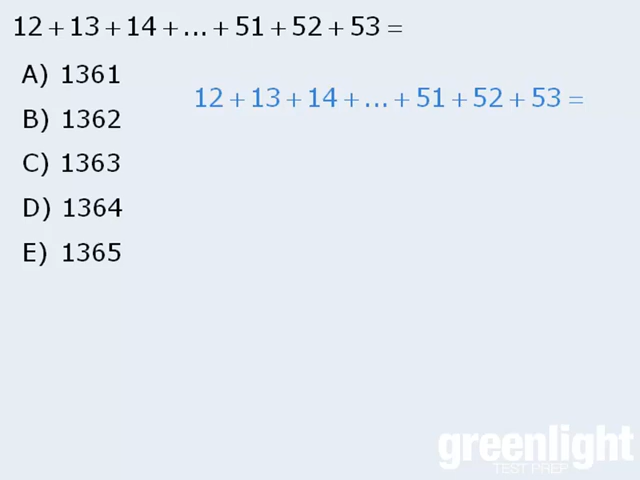 12 + 13 + 14 + ... + 51 + 52 + 53 =
A) 1361
12 + 13 + 14 + ... + 51 + 52 + 53 =
B) 1362
C) 1363
D) 1364
E) 1365
greenlight
TEST PREP